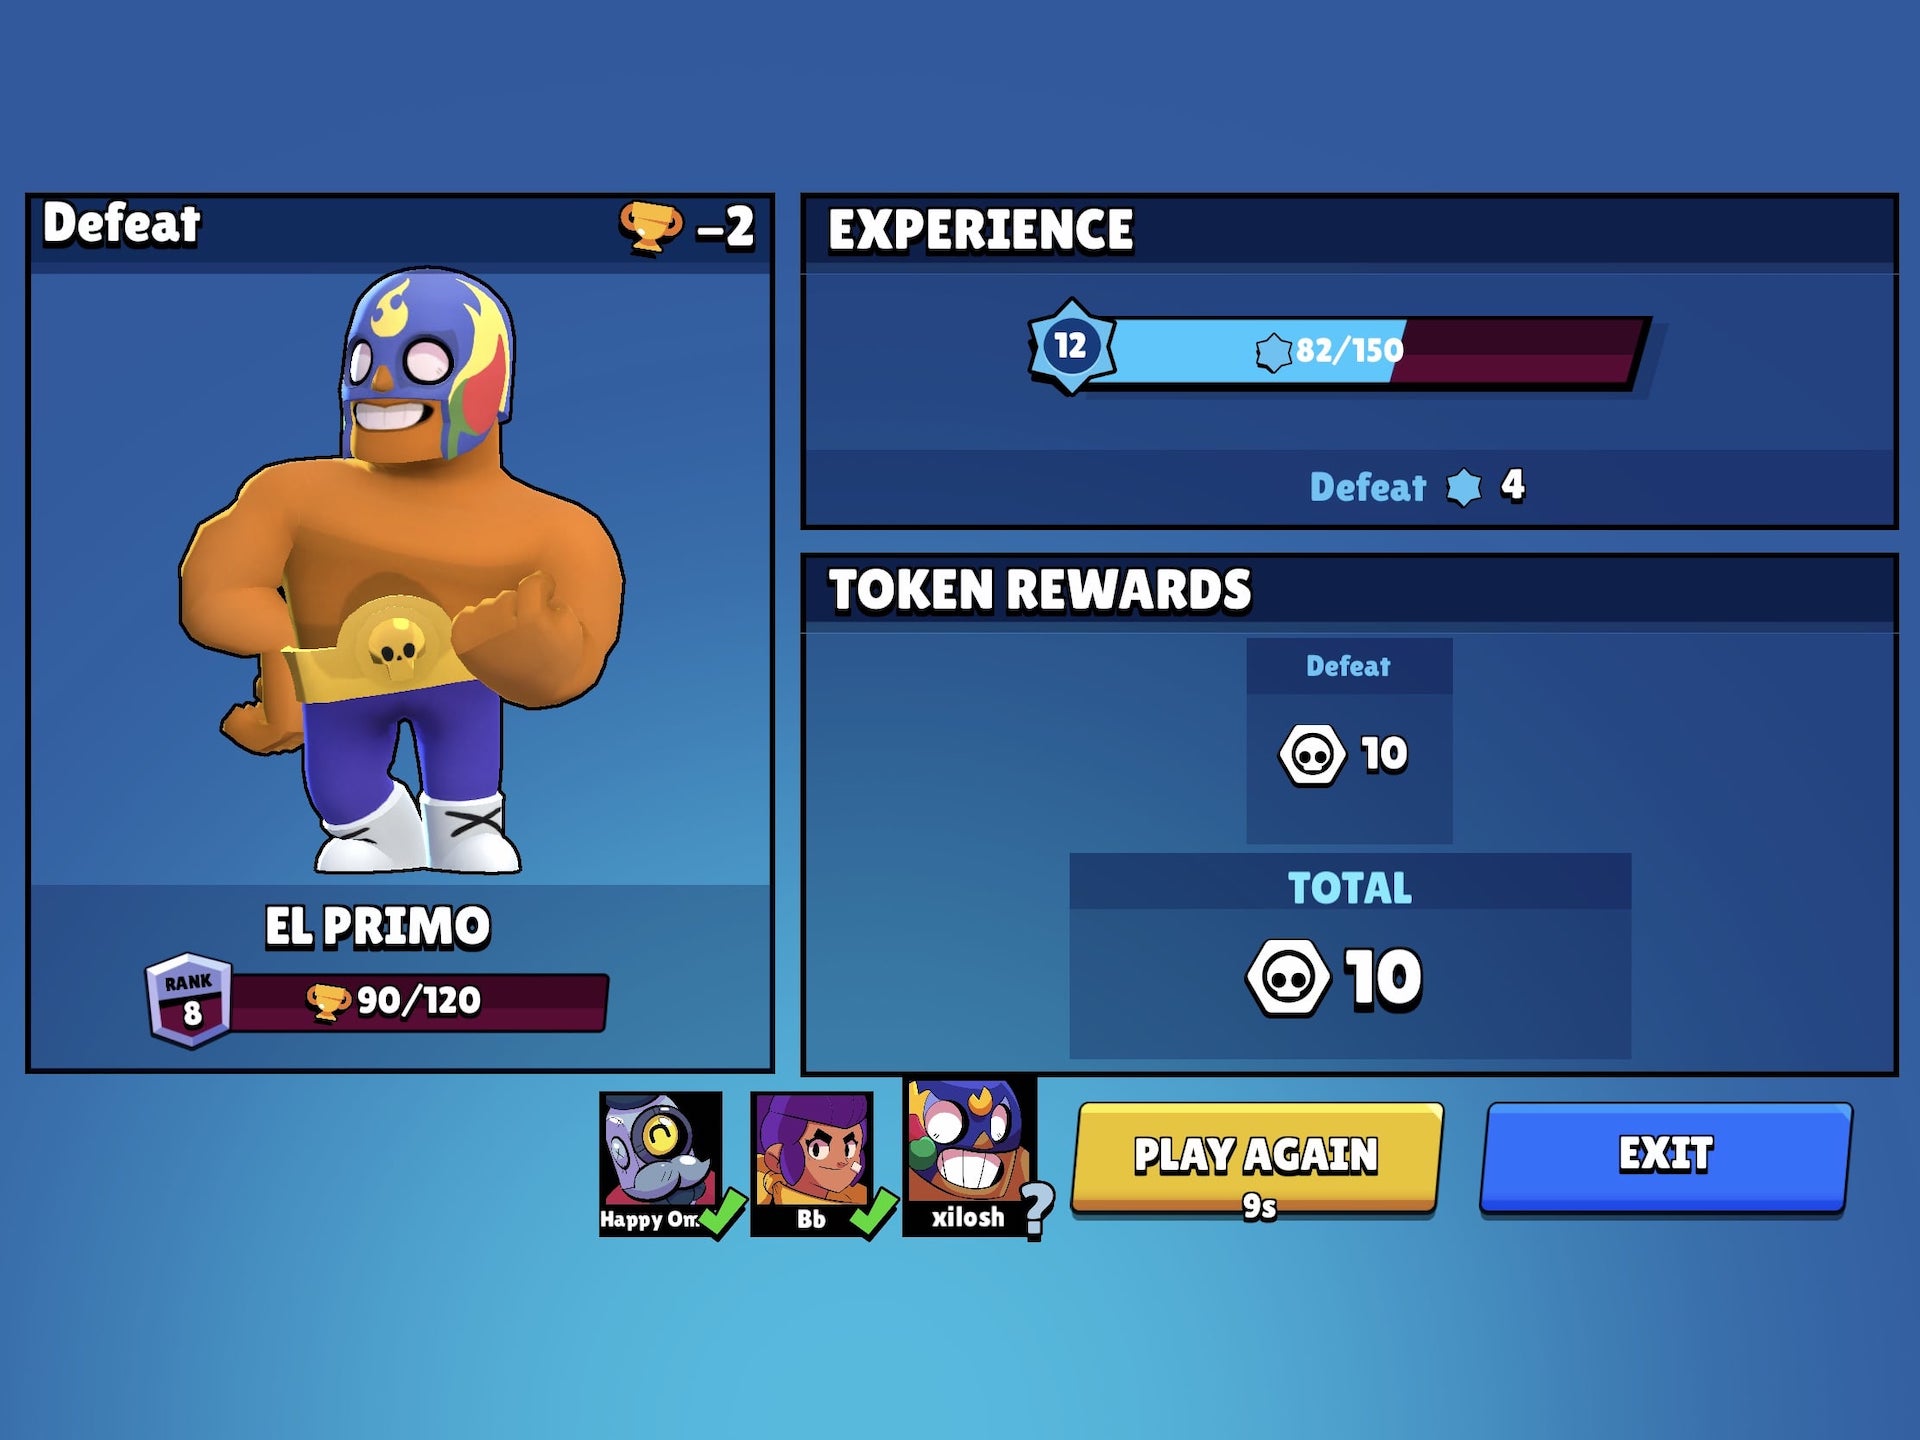 Defeat
-2
EL PRIMO
RANK
8
90/120
EXPERIENCE
12
82/150
Defeat 4
TOKEN REWARDS
Defeat
10
TOTAL
10
Happy Om
Bb
xilosh
?
PLAY AGAIN
9s
EXIT